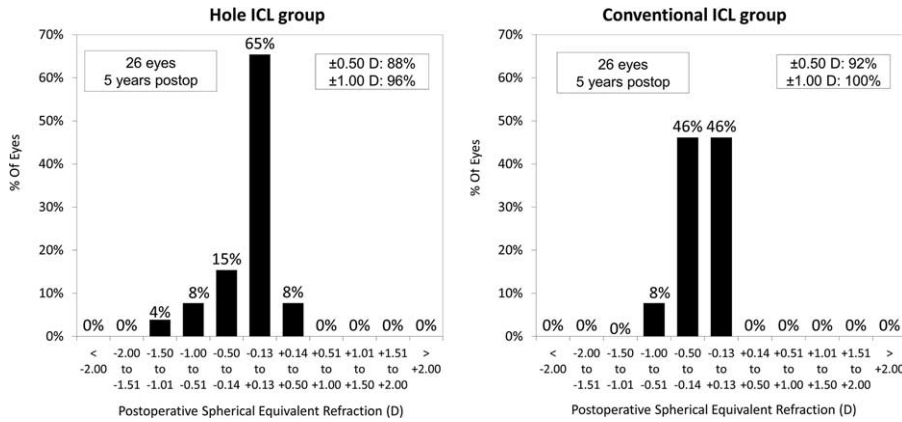 Hole ICL group
70%
60%
50%
40%
30%
20%
10%
0%
% Of Eyes
26 eyes
5 years postop
±0.50 D: 88%
±1.00 D: 96%
0% 0% 4% 8% 15% 65% 8% 0% 0% 0% 0%
< -2.00 -1.50 -1.00 -0.50 -0.13 +0.14 +0.51 +1.01 +1.51 >
-2.00 to to to to to to to to to +2.00
-1.51 -1.01 -0.51 -0.14 +0.13 +0.50 +1.00 +1.50 +2.00
Postoperative Spherical Equivalent Refraction (D)
Conventional ICL group
70%
60%
50%
40%
30%
20%
10%
0%
% Of Eyes
26 eyes
5 years postop
±0.50 D: 92%
±1.00 D: 100%
0% 0% 0% 8% 46% 46% 0% 0% 0% 0% 0%
< -2.00 -1.50 -1.00 -0.50 -0.13 +0.14 +0.51 +1.01 +1.51 >
-2.00 to to to to to to to to to +2.00
-1.51 -1.01 -0.51 -0.14 +0.13 +0.50 +1.00 +1.50 +2.00
Postoperative Spherical Equivalent Refraction (D)